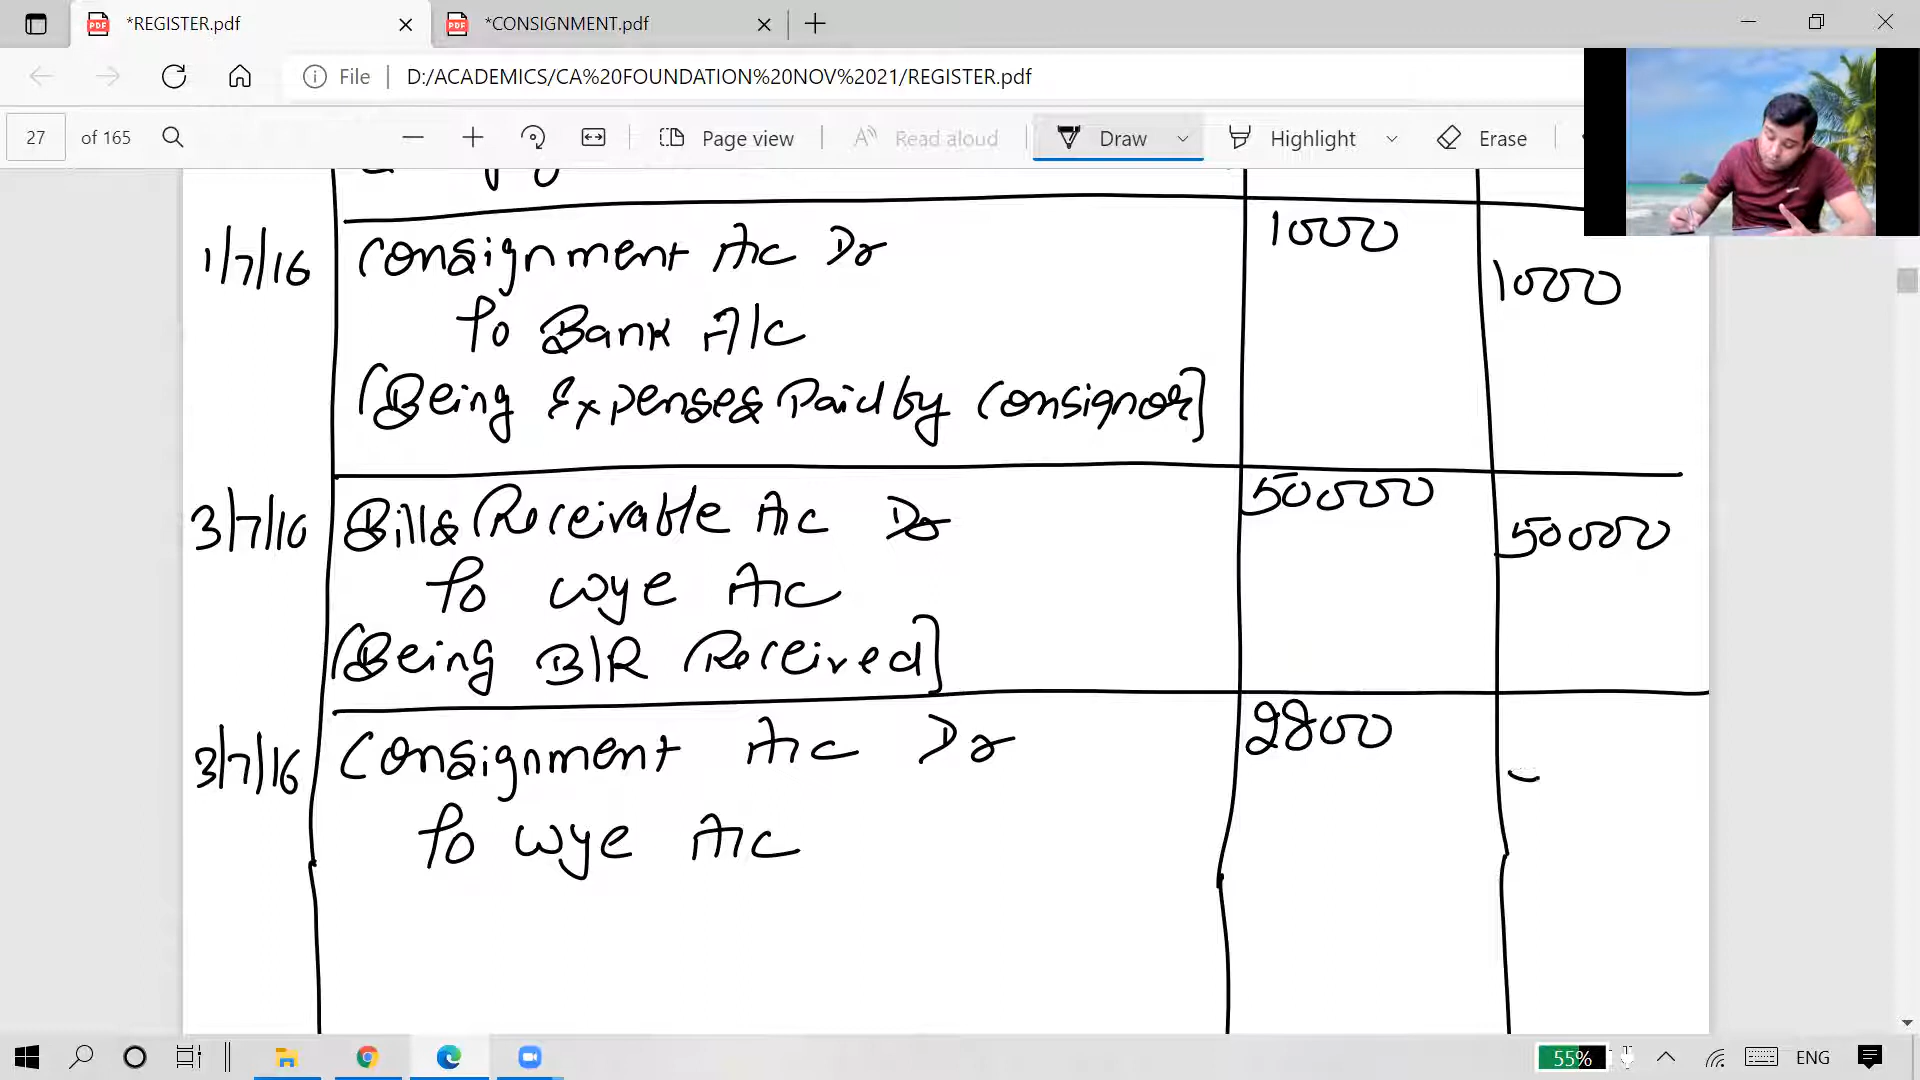 *REGISTER.pdf
*CONSIGNMENT.pdf
File
D:/ACADEMICS/CA%20FOUNDATION%20NOV%2021/REGISTER.pdf
27 of 165
Page view
Read aloud
Draw
Highlight
Erase
1/7/16 Consignment A/c Dr 1000
To Bank A/c 1000
(Being Expenses Paid by Consignor]
3/7/16 Bills Receivable A/c Dr 50000
To Wye A/c 50000
(Being B/R Received]
3/7/16 Consignment A/c Dr 2800
To Wye A/c
55%
ENG